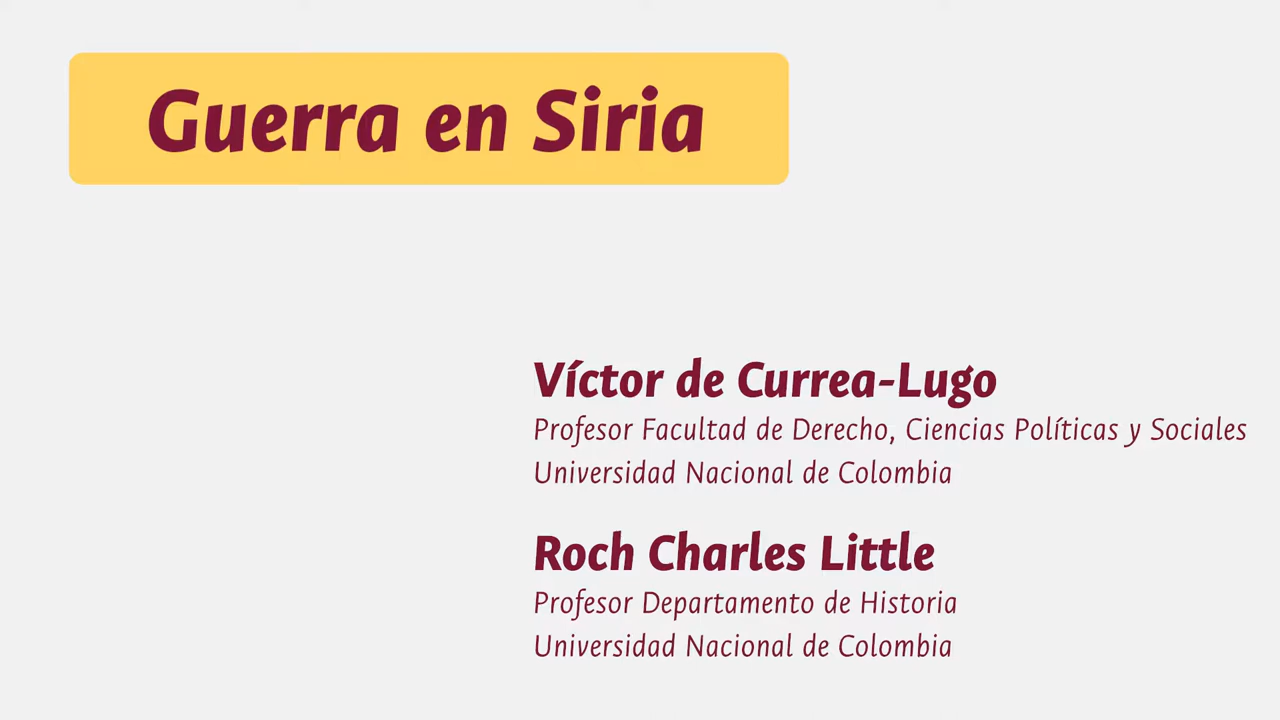 Guerra en Siria
Víctor de Currea-Lugo
Profesor Facultad de Derecho, Ciencias Políticas y Sociales
Universidad Nacional de Colombia
Roch Charles Little
Profesor Departamento de Historia
Universidad Nacional de Colombia